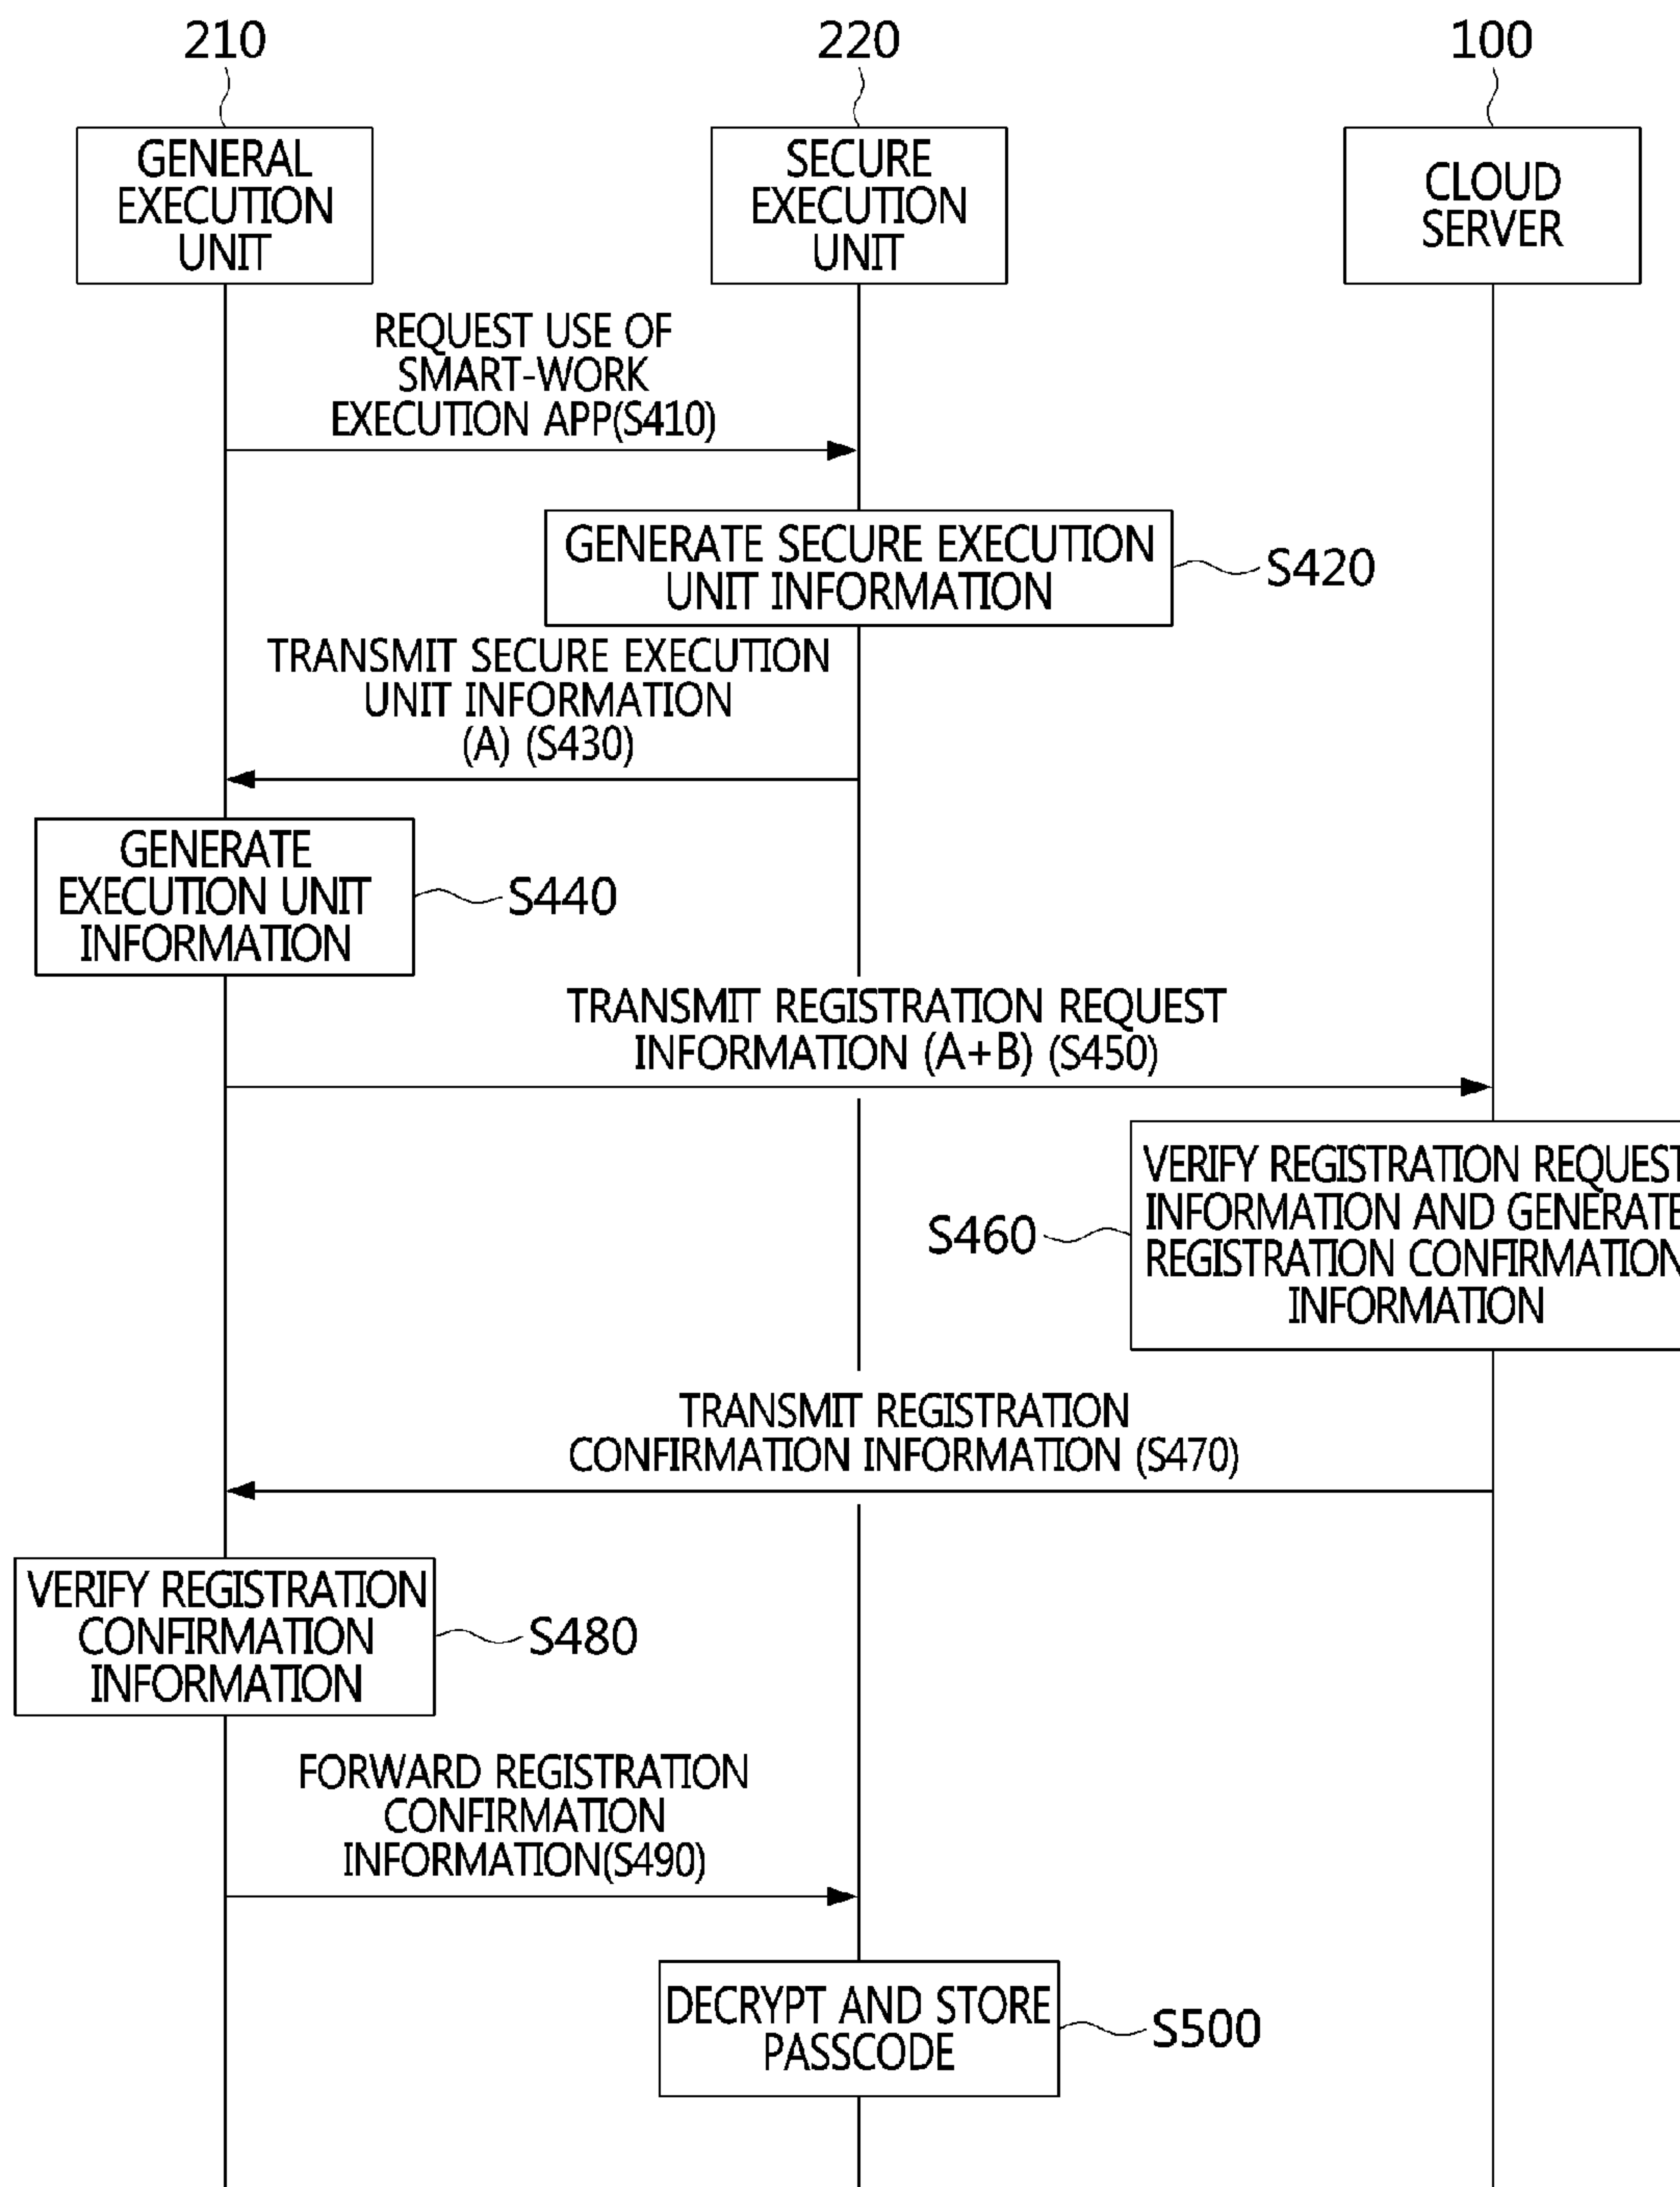 210
220
100
GENERAL
EXECUTION
UNIT
SECURE
EXECUTION
UNIT
CLOUD
SERVER
REQUEST USE OF
SMART-WORK
EXECUTION APP(S410)
GENERATE SECURE EXECUTION
UNIT INFORMATION
S420
TRANSMIT SECURE EXECUTION
UNIT INFORMATION
(A) (S430)
GENERATE
EXECUTION UNIT
INFORMATION
S440
TRANSMIT REGISTRATION REQUEST
INFORMATION (A+B) (S450)
VERIFY REGISTRATION REQUEST
INFORMATION AND GENERATE
REGISTRATION CONFIRMATION
INFORMATION
S460
TRANSMIT REGISTRATION
CONFIRMATION INFORMATION (S470)
VERIFY REGISTRATION
CONFIRMATION
INFORMATION
S480
FORWARD REGISTRATION
CONFIRMATION
INFORMATION(S490)
DECRYPT AND STORE
PASSCODE
S500